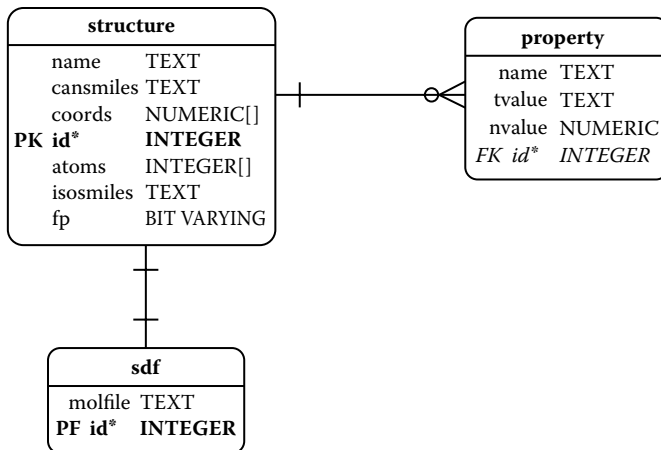 structure
name TEXT
cansmiles TEXT
coords NUMERIC[]
PK id* INTEGER
atoms INTEGER[]
isosmiles TEXT
fp BIT VARYING
property
name TEXT
tvalue TEXT
nvalue NUMERIC
FK id* INTEGER
sdf
molfile TEXT
PF id* INTEGER